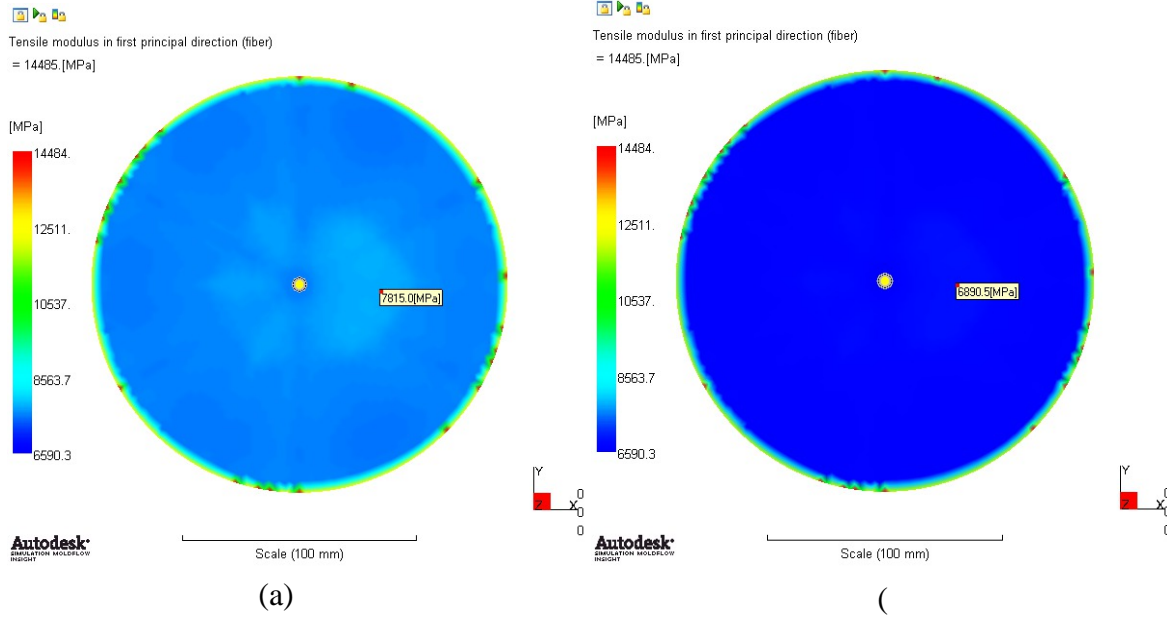 Tensile modulus in first principal direction (fiber)
= 14485.[MPa]
[MPa]
14484.
12511.
10537.
8563.7
6590.3
7815.0[MPa]
Y
Z
X
0
0
0
Autodesk·
SIMULATION MOLDFLOW
INSIGHT
Scale (100 mm)
(a)
Tensile modulus in first principal direction (fiber)
= 14485.[MPa]
[MPa]
14484.
12511.
10537.
8563.7
6590.3
6890.5[MPa]
Y
Z
X
0
0
0
Autodesk·
SIMULATION MOLDFLOW
INSIGHT
Scale (100 mm)
(